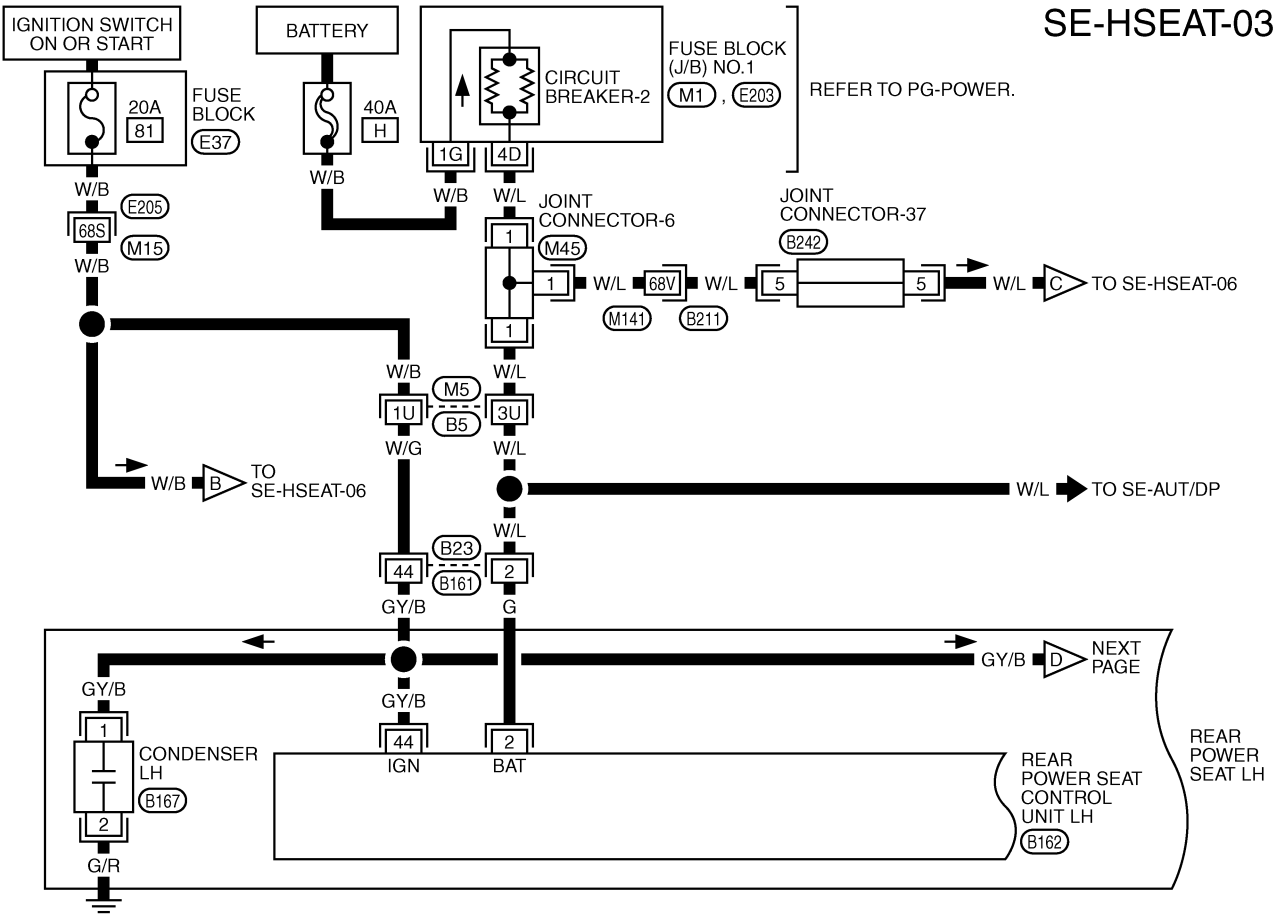 SE-HSEAT-03
IGNITION SWITCH
ON OR START
BATTERY
20A
81
FUSE
BLOCK
E37
40A
H
CIRCUIT
BREAKER-2
FUSE BLOCK
(J/B) NO.1
M1 , E203
REFER TO PG-POWER.
1G
4D
W/B
W/B
W/B
W/L
E205
68S
M15
W/B
JOINT
CONNECTOR-6
M45
1
1
1
W/L
68V
W/L
M141
B211
JOINT
CONNECTOR-37
B242
5
5
W/L
C
TO SE-HSEAT-06
W/B
M5
W/L
1U
3U
B5
W/G
W/L
W/B
B
TO
SE-HSEAT-06
W/L
TO SE-AUT/DP
W/L
B23
44
2
B161
GY/B
G
GY/B
D
NEXT
PAGE
GY/B
GY/B
1
44
2
IGN
BAT
CONDENSER
LH
B167
2
G/R
REAR
POWER SEAT
CONTROL
UNIT LH
B162
REAR
POWER
SEAT LH